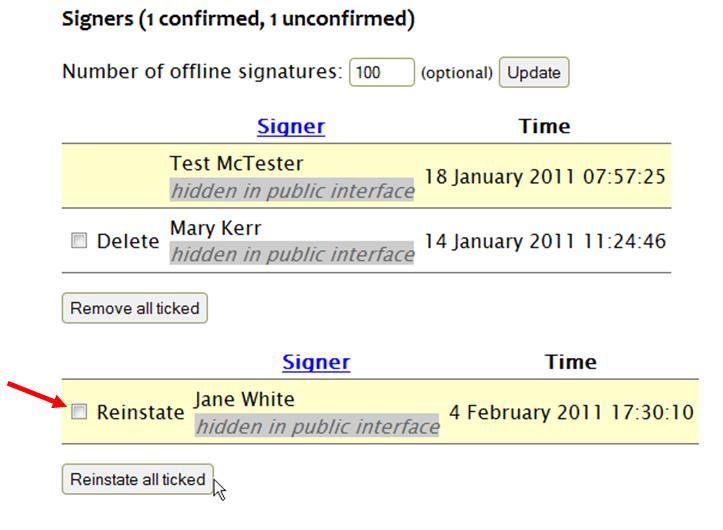 Signers (1 confirmed, 1 unconfirmed)
Number of offline signatures: 100 (optional) Update
Signer Time
Test McTester
hidden in public interface
18 January 2011 07:57:25
Delete
Mary Kerr
hidden in public interface
14 January 2011 11:24:46
Remove all ticked
Signer Time
Reinstate
Jane White
hidden in public interface
4 February 2011 17:30:10
Reinstate all ticked